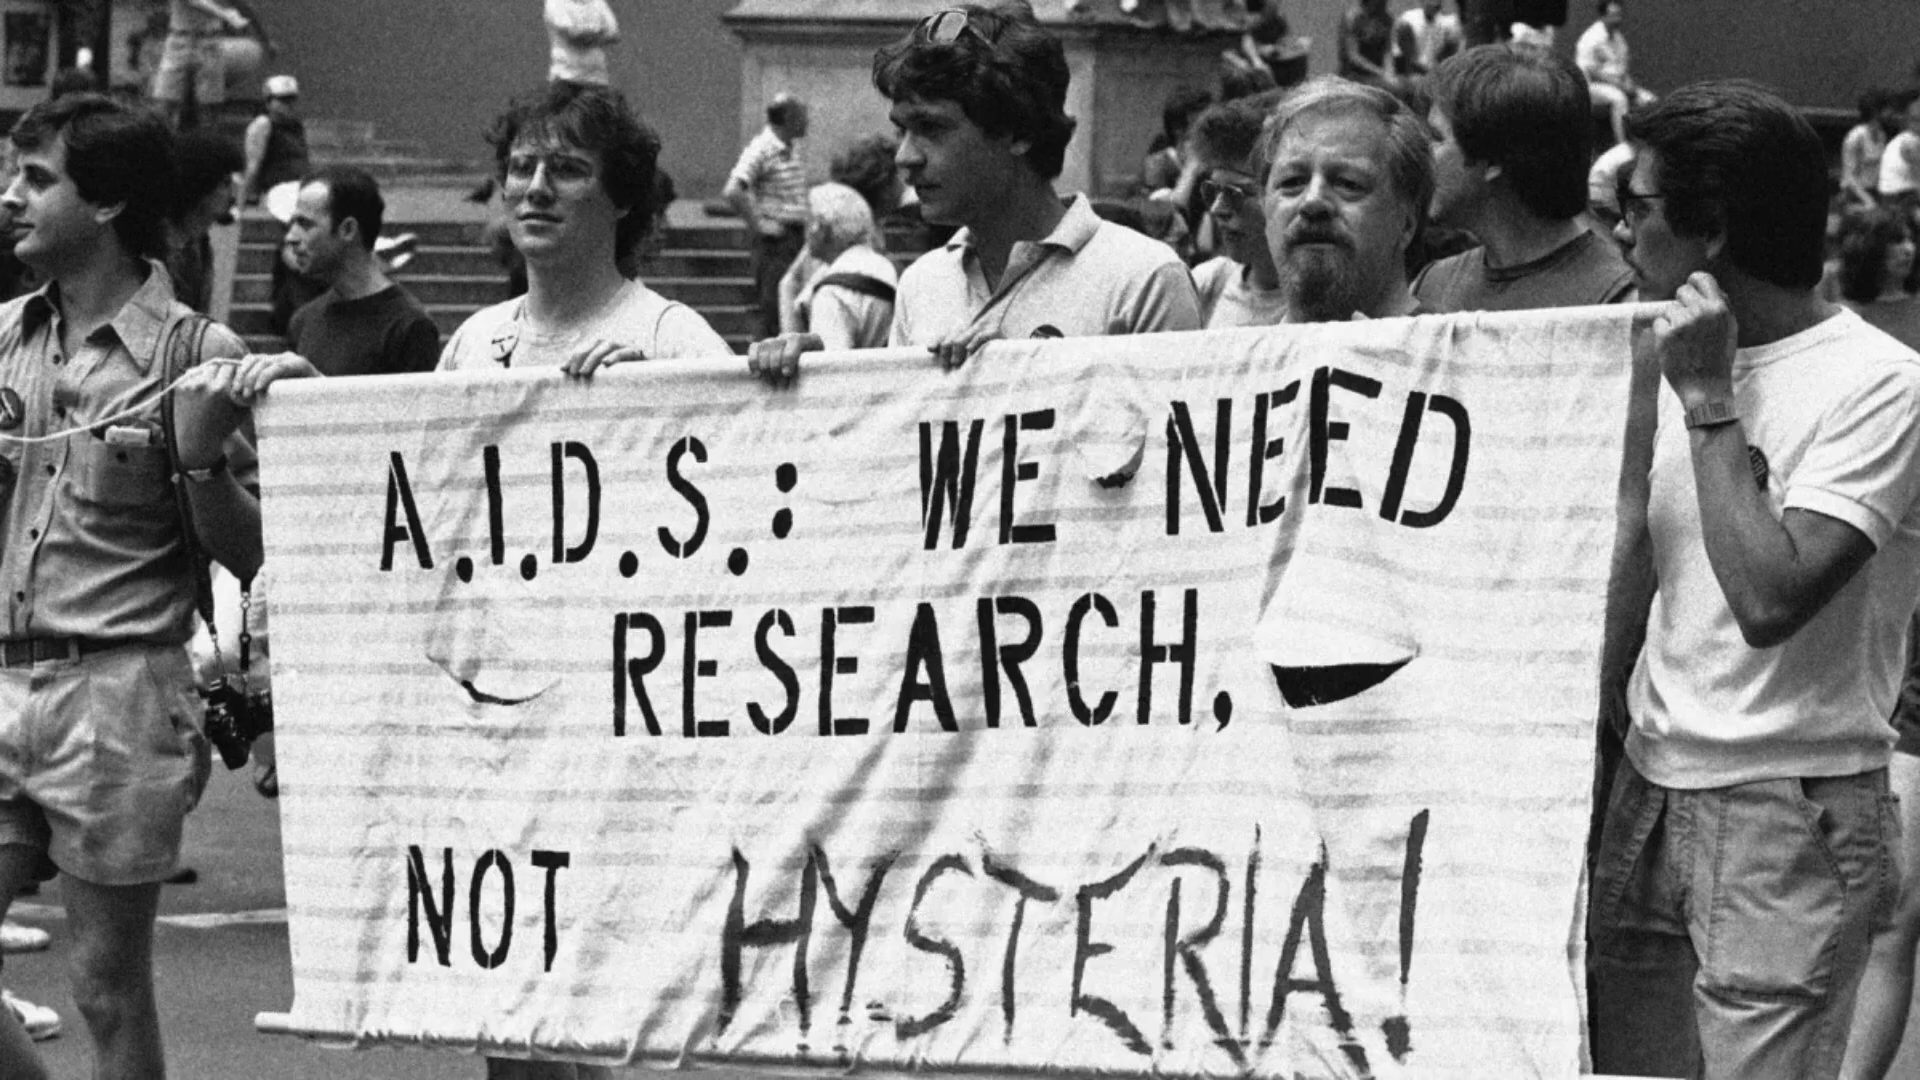 A.I.D.S.: WE NEED
RESEARCH,
NOT HYSTERIA!